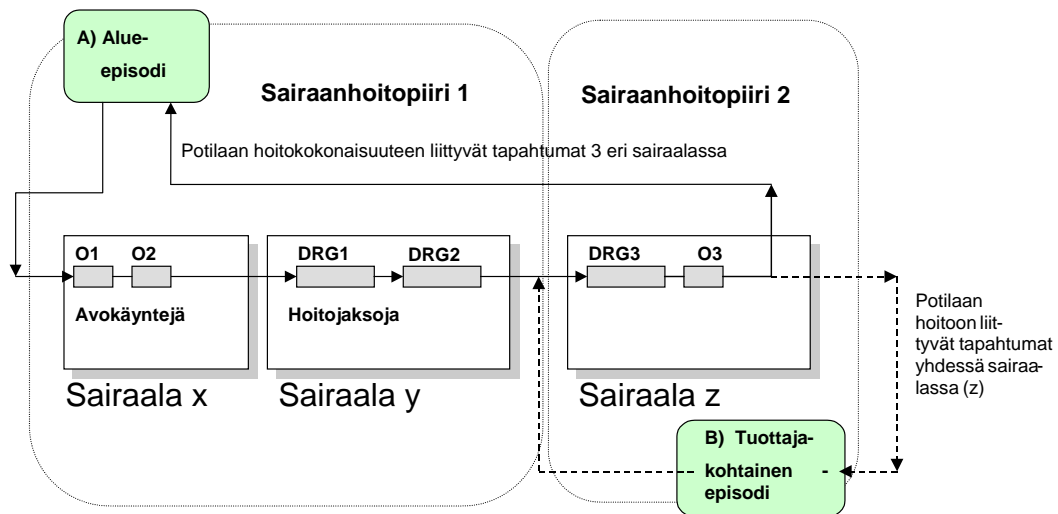 A) Alue-
episodi
Sairaanhoitopiiri 1
Sairaanhoitopiiri 2
Potilaan hoitokokonaisuuteen liittyvät tapahtumat 3 eri sairaalassa
O1 O2
DRG1 DRG2
DRG3 O3
Avokäyntejä
Hoitojaksoja
Sairaala x
Sairaala y
Sairaala z
Potilaan
hoitoon liit-
tyvät tapahtumat
yhdessä sairaa-
lassa (z)
B) Tuottaja-
kohtainen -
episodi